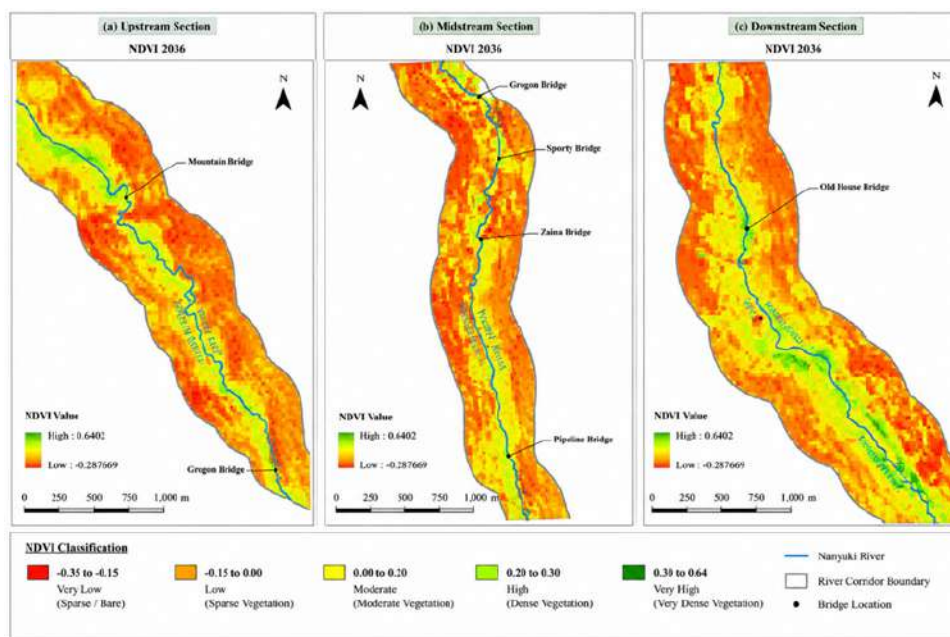 (a) Upstream Section
NDVI 2036
N
Mountain Bridge
Grogon Bridge
NDVI Value
High : 0.6402
Low : -0.287669
0 250 500 1,000 m
(b) Midstream Section
NDVI 2036
N
Grogon Bridge
Sporty Bridge
Zaina Bridge
Pipeline Bridge
NDVI Value
High : 0.6402
Low : -0.287669
0 250 500 1,000 m
(c) Downstream Section
NDVI 2036
N
Old House Bridge
NDVI Value
High : 0.6402
Low : -0.287669
0 250 500 1,000 m
NDVI Classification
-0.35 to -0.15
Very Low
(Sparse / Bare)
-0.15 to 0.00
Low
(Sparse Vegetation)
0.00 to 0.20
Moderate
(Moderate Vegetation)
0.20 to 0.30
High
(Dense Vegetation)
0.30 to 0.64
Very High
(Very Dense Vegetation)
Nanyuki River
River Corridor Boundary
Bridge Location